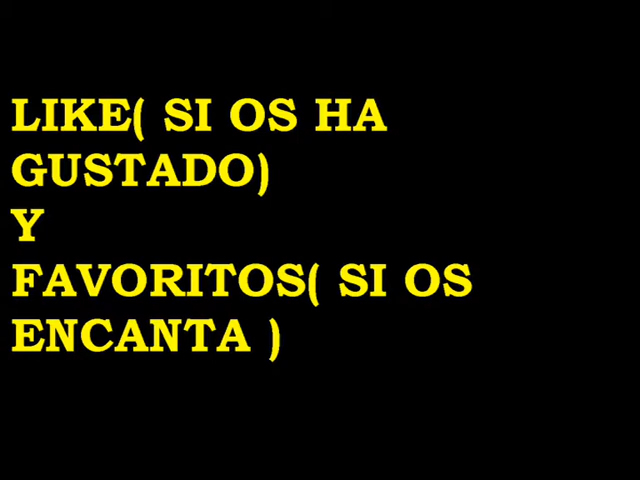 LIKE( SI OS HA
GUSTADO)
Y
FAVORITOS( SI OS
ENCANTA )